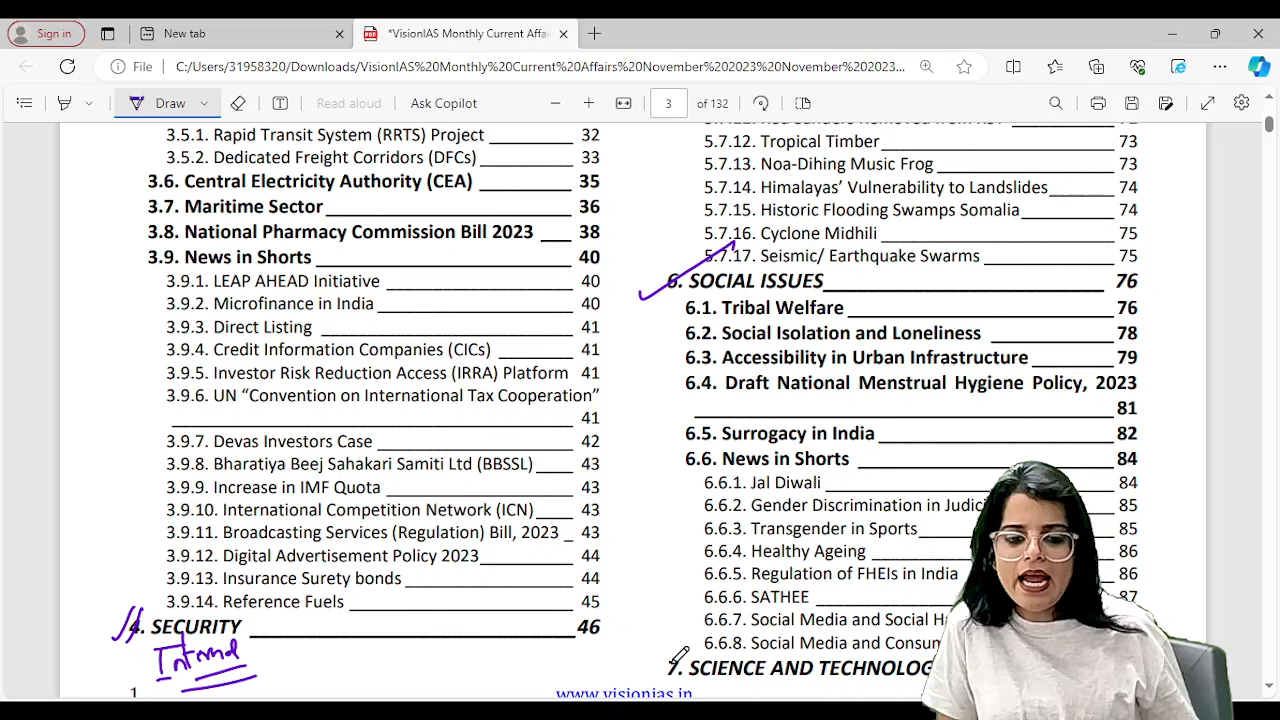 Sign in
New tab
*VisionIAS Monthly Current Affai
File
C:/Users/31958320/Downloads/VisionIAS%20Monthly%20Current%20Affairs%20November%202023%20November%202023...
Draw
Read aloud
Ask Copilot
3
of 132
3.5.1. Rapid Transit System (RRTS) Project 32
3.5.2. Dedicated Freight Corridors (DFCs) 33
3.6. Central Electricity Authority (CEA) 35
3.7. Maritime Sector 36
3.8. National Pharmacy Commission Bill 2023 38
3.9. News in Shorts 40
3.9.1. LEAP AHEAD Initiative 40
3.9.2. Microfinance in India 40
3.9.3. Direct Listing 41
3.9.4. Credit Information Companies (CICs) 41
3.9.5. Investor Risk Reduction Access (IRRA) Platform 41
3.9.6. UN “Convention on International Tax Cooperation”
41
3.9.7. Devas Investors Case 42
3.9.8. Bharatiya Beej Sahakari Samiti Ltd (BBSSL) 43
3.9.9. Increase in IMF Quota 43
3.9.10. International Competition Network (ICN) 43
3.9.11. Broadcasting Services (Regulation) Bill, 2023 43
3.9.12. Digital Advertisement Policy 2023 44
3.9.13. Insurance Surety bonds 44
3.9.14. Reference Fuels 45
4. SECURITY 46
Internal
1
www.visionias.in
5.7.12. Tropical Timber 73
5.7.13. Noa-Dihing Music Frog 73
5.7.14. Himalayas’ Vulnerability to Landslides 74
5.7.15. Historic Flooding Swamps Somalia 74
5.7.16. Cyclone Midhili 75
5.7.17. Seismic/ Earthquake Swarms 75
6. SOCIAL ISSUES 76
6.1. Tribal Welfare 76
6.2. Social Isolation and Loneliness 78
6.3. Accessibility in Urban Infrastructure 79
6.4. Draft National Menstrual Hygiene Policy, 2023
81
6.5. Surrogacy in India 82
6.6. News in Shorts 84
6.6.1. Jal Diwali 84
6.6.2. Gender Discrimination in Judici 85
6.6.3. Transgender in Sports 85
6.6.4. Healthy Ageing 86
6.6.5. Regulation of FHEIs in India 86
6.6.6. SATHEE 87
6.6.7. Social Media and Social Ha
6.6.8. Social Media and Consum
7. SCIENCE AND TECHNOLOG